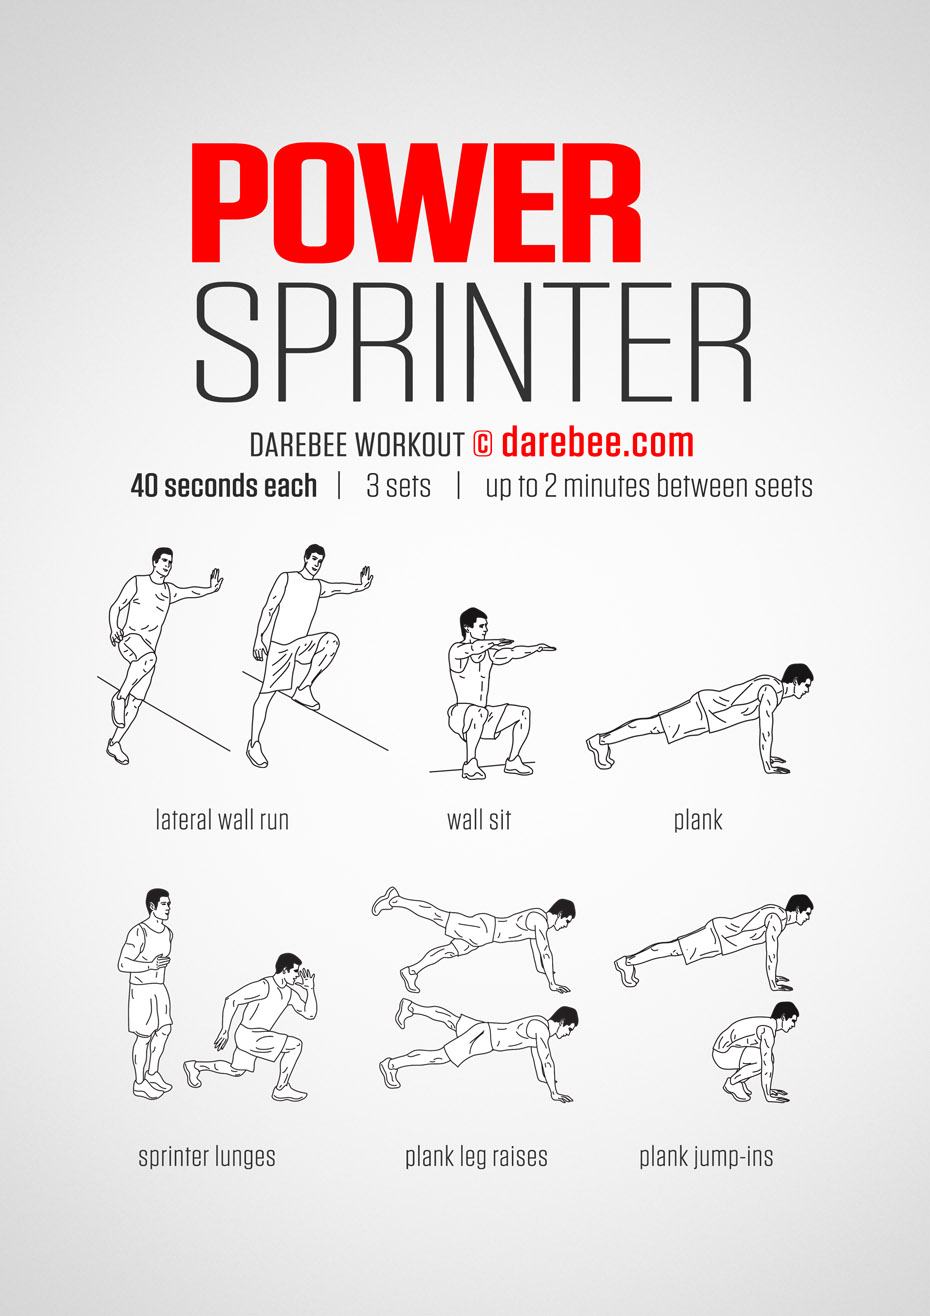 POWER
SPRINTER
DAREBEE WORKOUT © darebee.com
40 seconds each | 3 sets | up to 2 minutes between seets
lateral wall run
wall sit
plank
sprinter lunges
plank leg raises
plank jump-ins